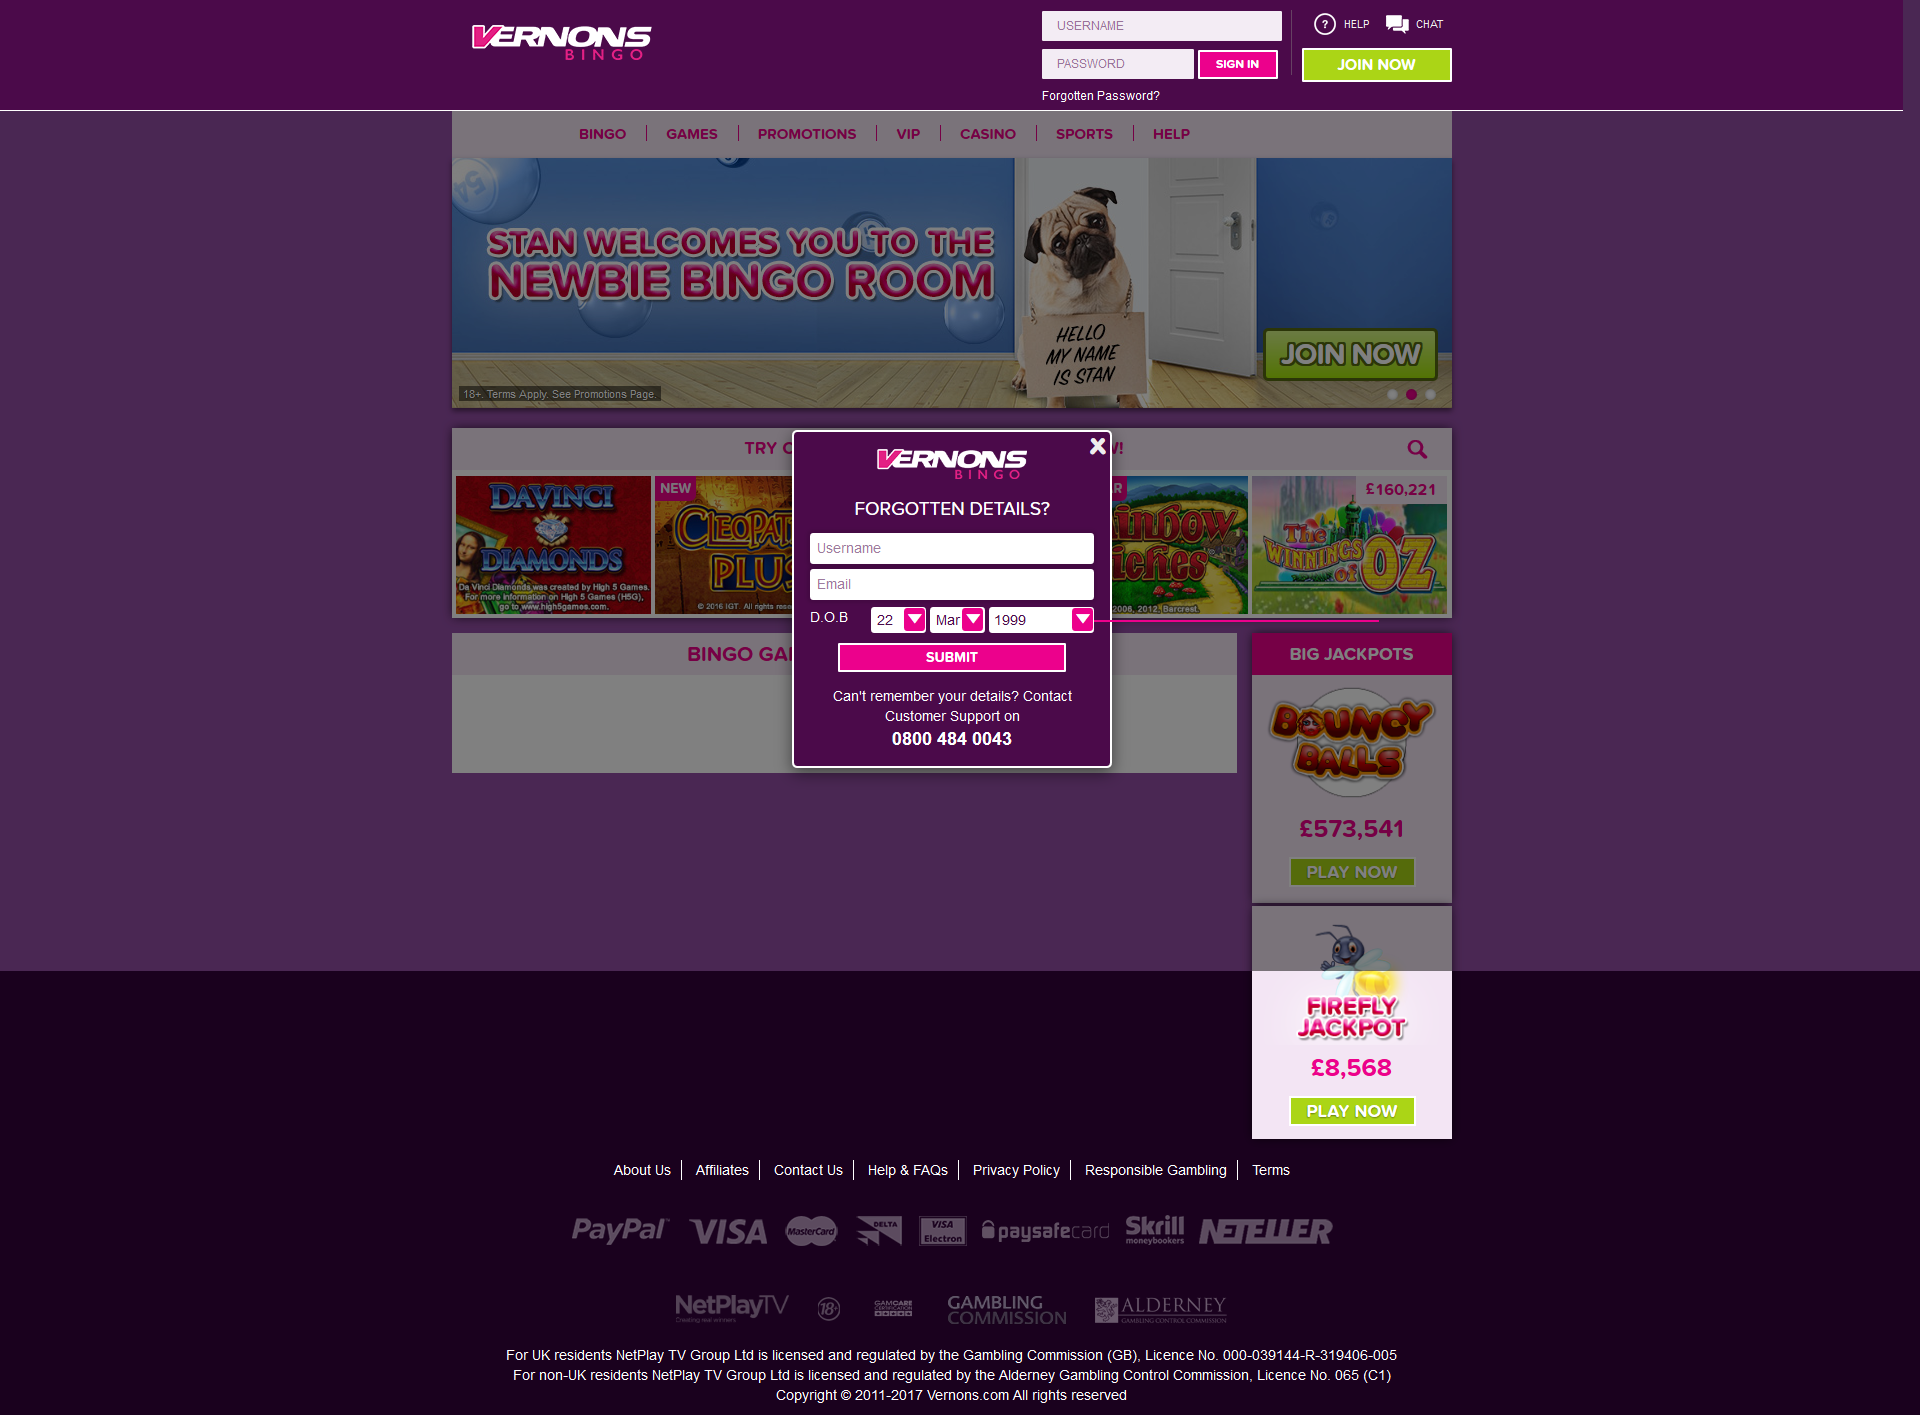 VERNONS
BINGO
USERNAME
PASSWORD
SIGN IN
Forgotten Password?
? HELP
CHAT
JOIN NOW
BINGO
GAMES
PROMOTIONS
VIP
CASINO
SPORTS
HELP
54
STAN WELCOMES YOU TO THE
NEWBIE BINGO ROOM
HELLO
MY NAME
IS STAN
JOIN NOW
18+. Terms Apply. See Promotions Page.
TRY
DAVINCI
DIAMONDS
Da Vinci Diamonds was created by High 5 Games.
For more information on High 5 Games (H5G),
go to www.high5games.com.
NEW
PLUS
© 2016 IGT. All rights
2012, Barcrest.
£160,221
The
WINNINGS
of OZ
VERNONS
BINGO
FORGOTTEN DETAILS?
Username
Email
D.O.B
22
Mar
1999
SUBMIT
Can't remember your details? Contact
Customer Support on
0800 484 0043
BINGO
BIG JACKPOTS
BOUNCY
BALLS
£573,541
PLAY NOW
FIREFLY
JACKPOT
£8,568
PLAY NOW
About Us
Affiliates
Contact Us
Help & FAQs
Privacy Policy
Responsible Gambling
Terms
PayPal
VISA
MasterCard
DELTA
VISA
Electron
paysafecard
Skrill
moneybookers
NETELLER
NetPlayTV
Creating real winners
18+
GAMCARE
CERTIFICATION
GAMBLING
COMMISSION
ALDERNEY
GAMBLING CONTROL COMMISSION
For UK residents NetPlay TV Group Ltd is licensed and regulated by the Gambling Commission (GB), Licence No. 000-039144-R-319406-005
For non-UK residents NetPlay TV Group Ltd is licensed and regulated by the Alderney Gambling Control Commission, Licence No. 065 (C1)
Copyright © 2011-2017 Vernons.com All rights reserved